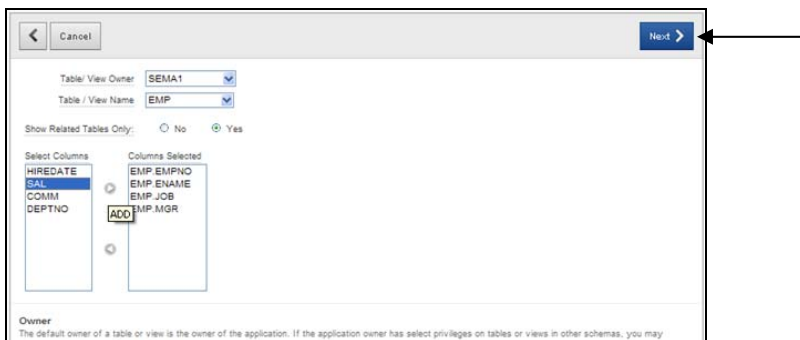 Cancel
Next
Table/ View Owner SEMA1
Table / View Name EMP
Show Related Tables Only: No Yes
Select Columns Columns Selected
HIREDATE EMP.EMPNO
SAL EMP.ENAME
COMM EMP.JOB
DEPTNO EMP.MGR
ADD
Owner
The default owner of a table or view is the owner of the application. If the application owner has select privileges on tables or views in other schemas, you may